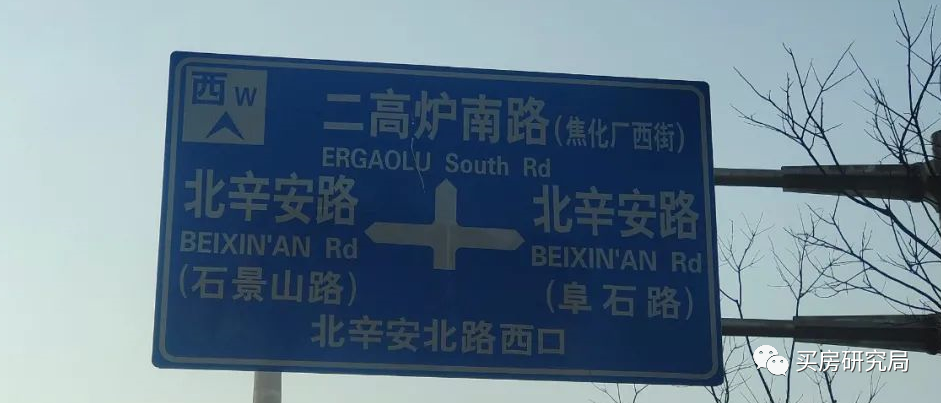 西 W
二高炉南路(焦化厂西街)
ERGAOLU South Rd
北辛安路
BEIXIN'AN Rd
(石景山路)
北辛安路
BEIXIN'AN Rd
(阜石路)
北辛安北路西口
买房研究局